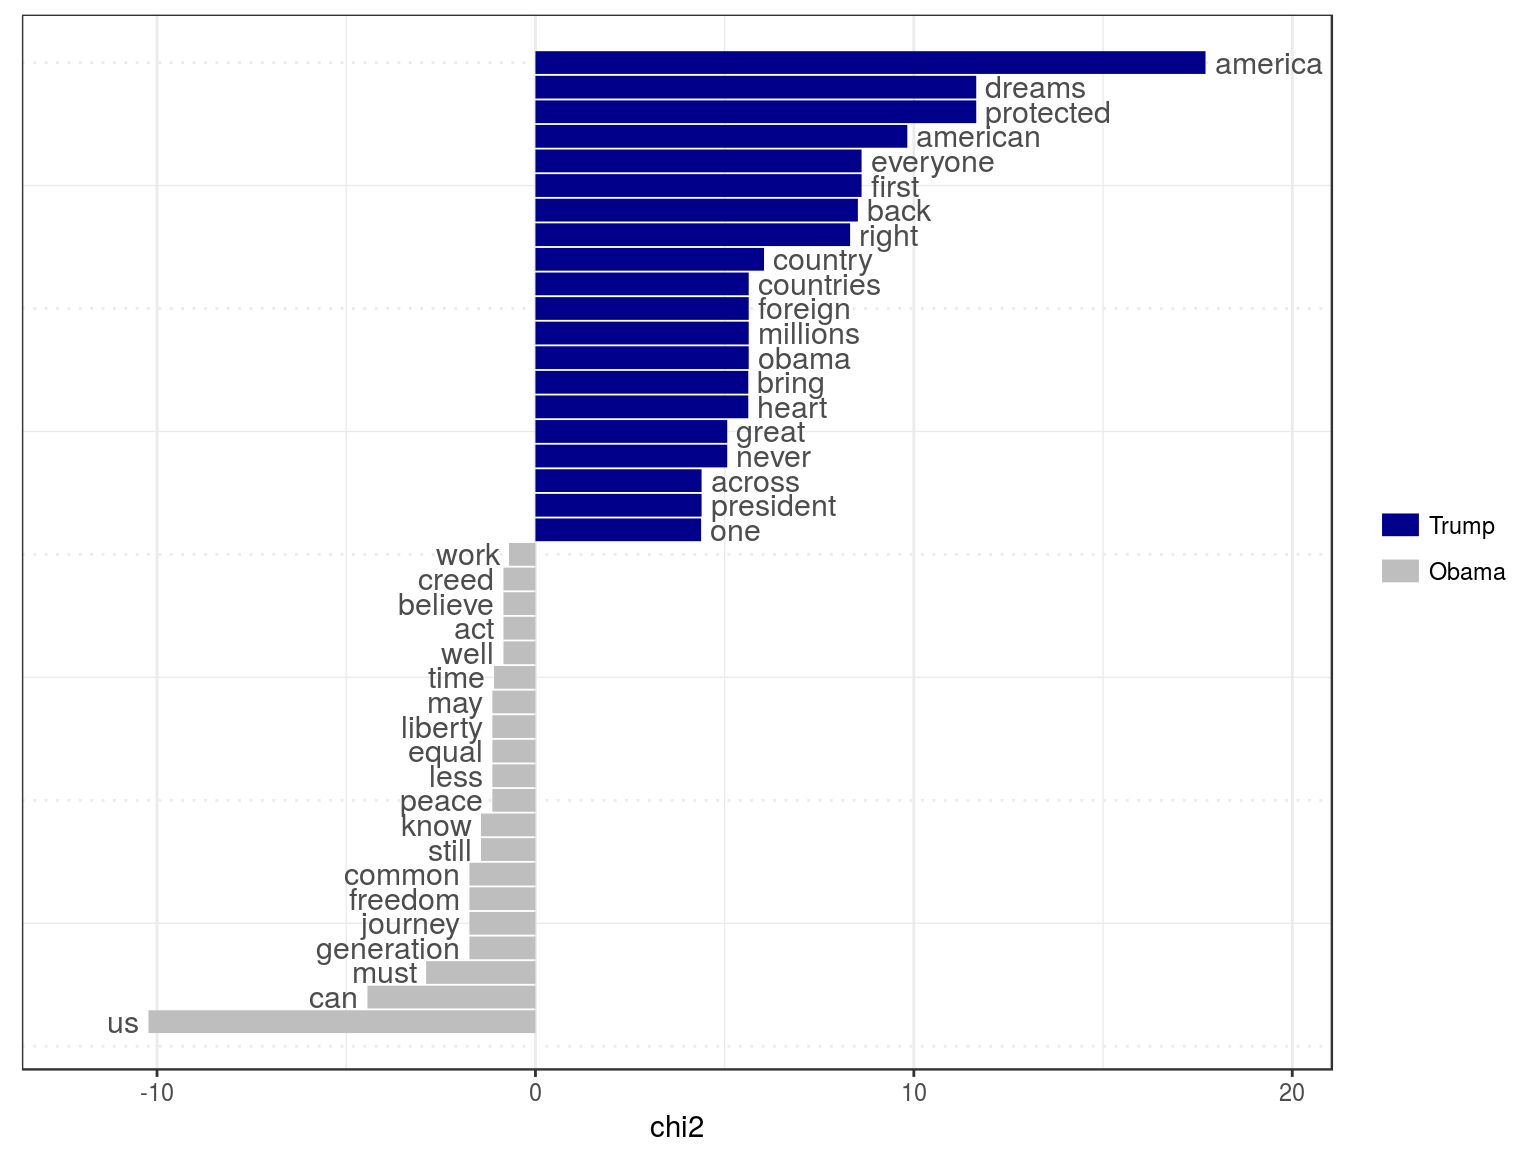 america
dreams
protected
american
everyone
first
back
right
country
countries
foreign
millions
obama
bring
heart
great
never
across
president
one
work
creed
believe
act
well
time
may
liberty
equal
less
peace
know
still
common
freedom
journey
generation
must
can
us
-10 0 10 20
chi2
Trump
Obama